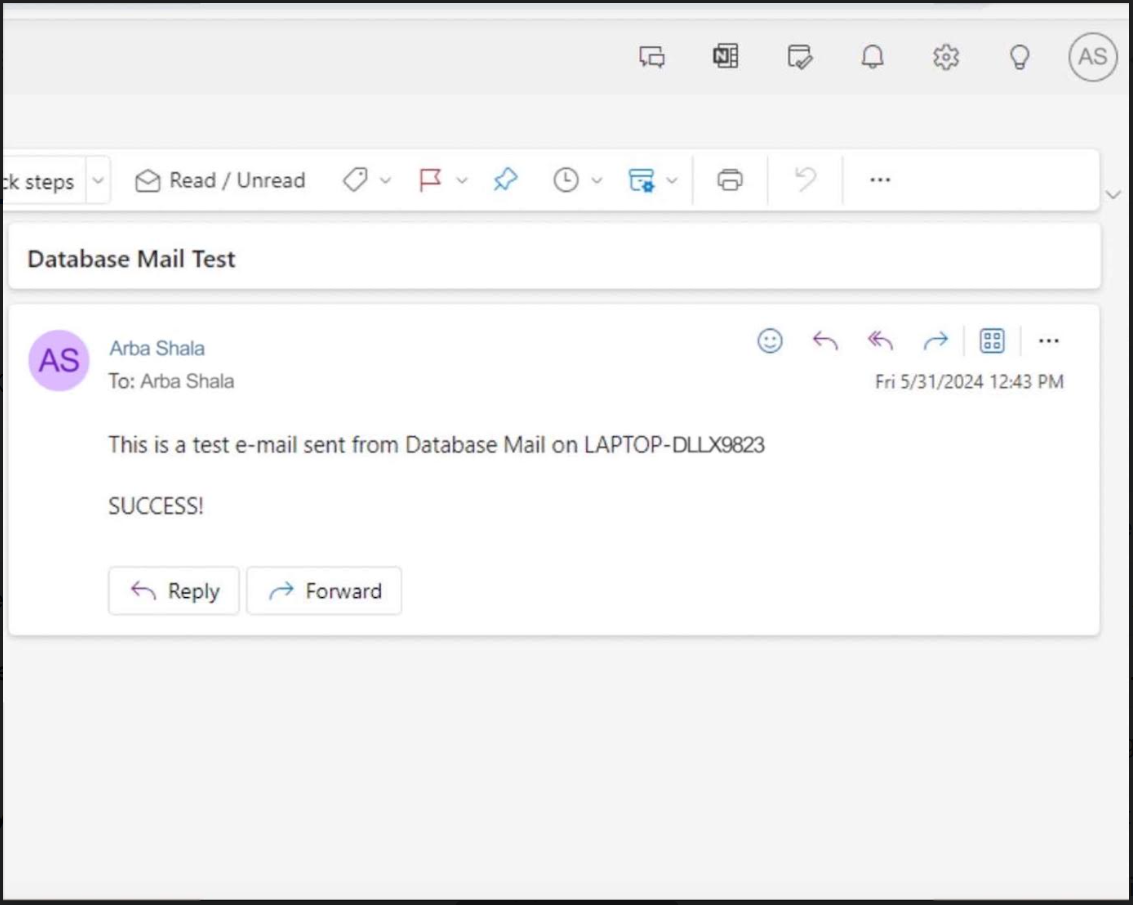 AS
ck steps
Read / Unread
Database Mail Test
AS
Arba Shala
To: Arba Shala
Fri 5/31/2024 12:43 PM
This is a test e-mail sent from Database Mail on LAPTOP-DLLX9823
SUCCESS!
Reply
Forward